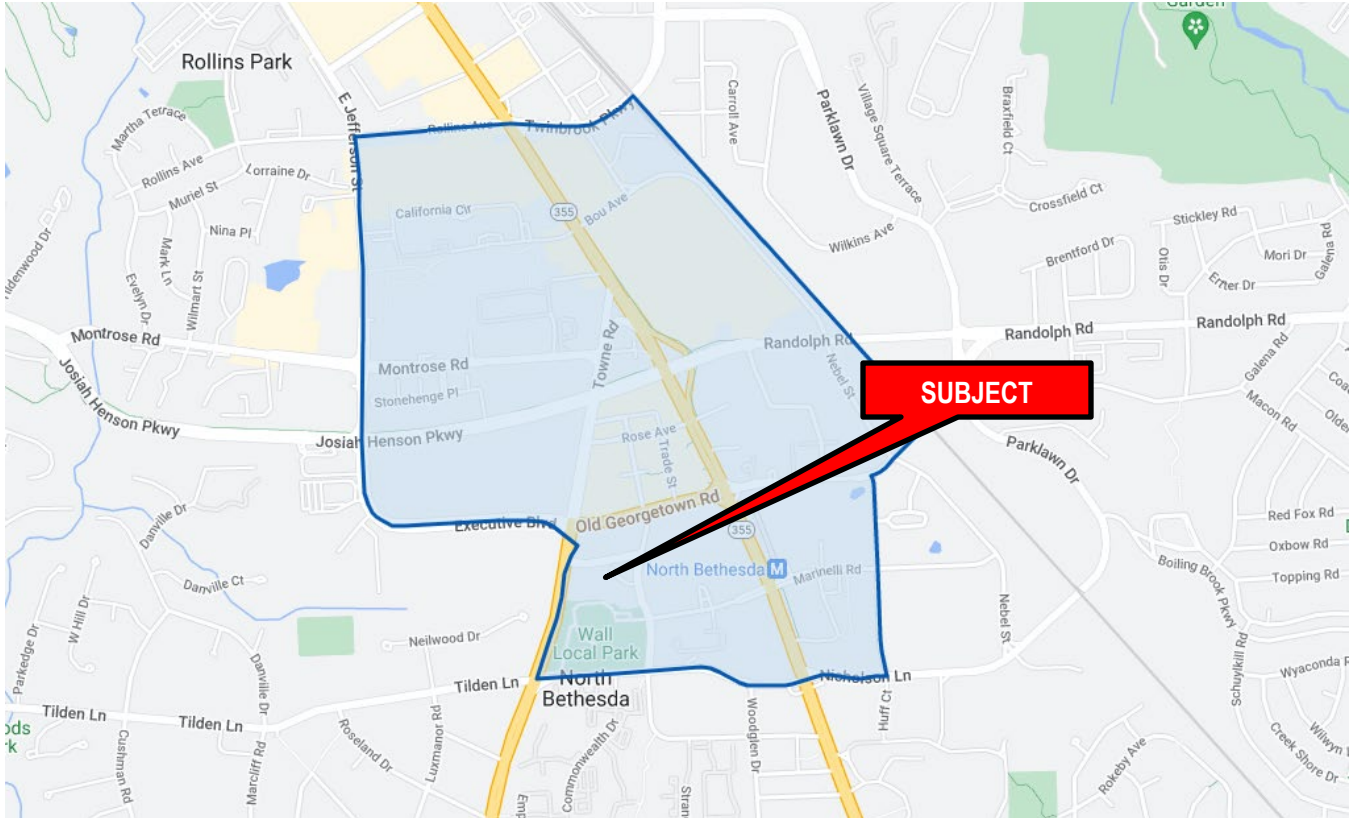 Garden
Rollins Park
E Jefferson St
Martha Terrace
Rollins Ave
Twinbrook Pkwy
Carroll Ave
Parklawn Dr
Village Square Terrace
Braxfield Ct
Rollins Ave
Lorraine Dr
Muriel St
Crossfield Ct
California Cir
355
Bou Ave
Stickley Rd
Nina Pl
Wilkins Ave
Brentford Dr
Otis Dr
Mori Dr
Galena Rd
Mark Ln
Wilmart St
Evelyn Dr
Montrose Rd
Towne Rd
Randolph Rd
Randolph Rd
Randolph Rd
Montrose Rd
Nebel St
Galena Rd
Josiah Henson Pkwy
Stonehenge Pl
SUBJECT
Macon Rd
Josiah Henson Pkwy
Rose Ave
Trade St
Parklawn Dr
Old Georgetown Rd
Executive Blvd
355
Danville Dr
Red Fox Rd
Oxbow Rd
Danville Ct
North Bethesda
M
Marinelli Rd
Boiling Brook Pkwy
Topping Rd
W Hill Dr
Parkedge Dr
Neilwood Dr
Nebel St
Wall
Local Park
Danville Dr
Schuylkill Rd
Tilden Ln
North
Bethesda
Nicholson Ln
Huff Ct
Tilden Ln
Tilden Ln
Roseland Dr
Luxmanor Rd
Woodglen Dr
Commonwealth Dr
Cushman Rd
Marcliff Rd
Rokeby Ave
Creek Shore Dr